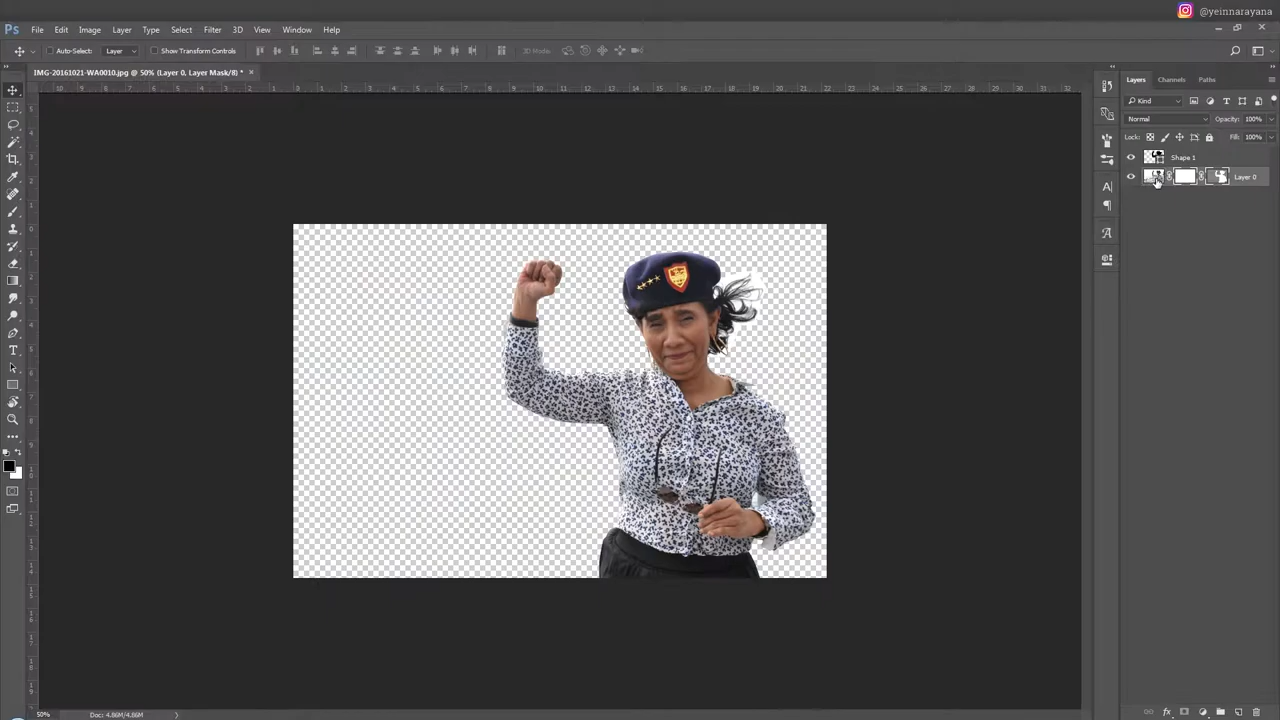 @yeinnarayana
Ps File Edit Image Layer Type Select Filter 3D View Window Help
Auto-Select: Layer Show Transform Controls 3D Mode:
IMG-20161021-WA0010.jpg @ 50% (Layer 0, Layer Mask/8) *
Layers Channels Paths
Kind
Normal Opacity: 100%
Lock: Fill: 100%
Shape 1
Layer 0
50% Doc: 4.86M/4.86M